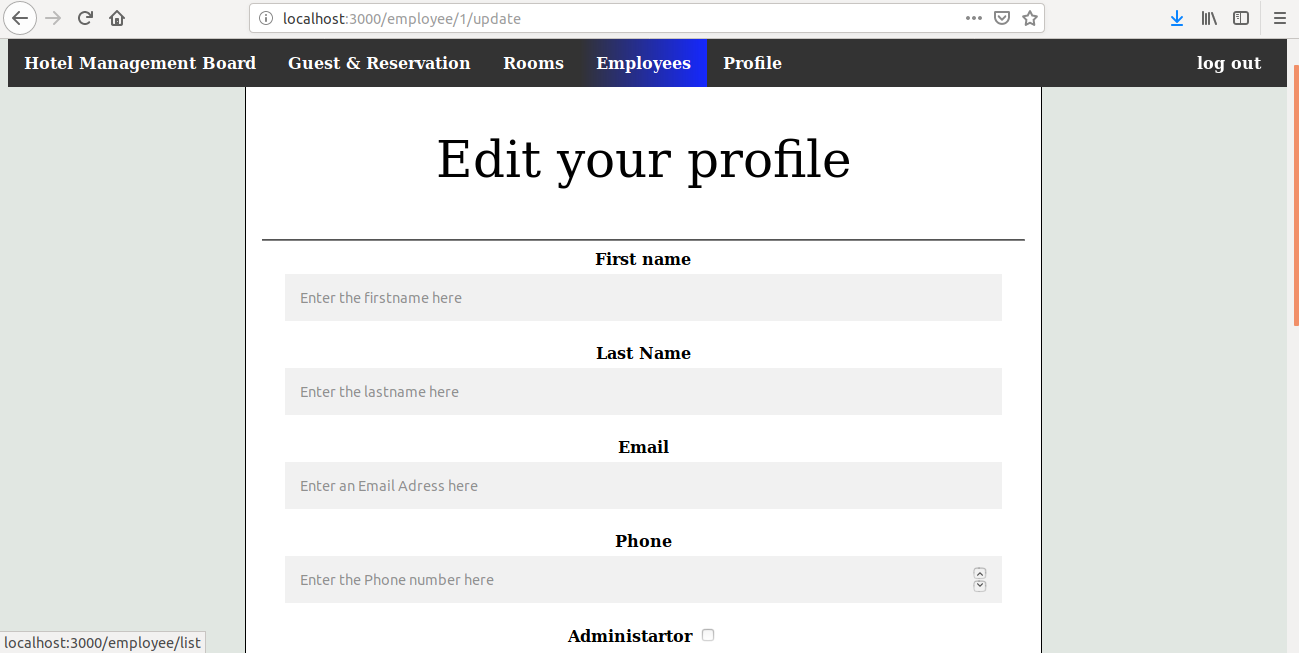 localhost:3000/employee/1/update
Hotel Management Board Guest & Reservation Rooms Employees Profile log out
Edit your profile
First name
Enter the firstname here
Last Name
Enter the lastname here
Email
Enter an Email Adress here
Phone
Enter the Phone number here
Administartor
localhost:3000/employee/list